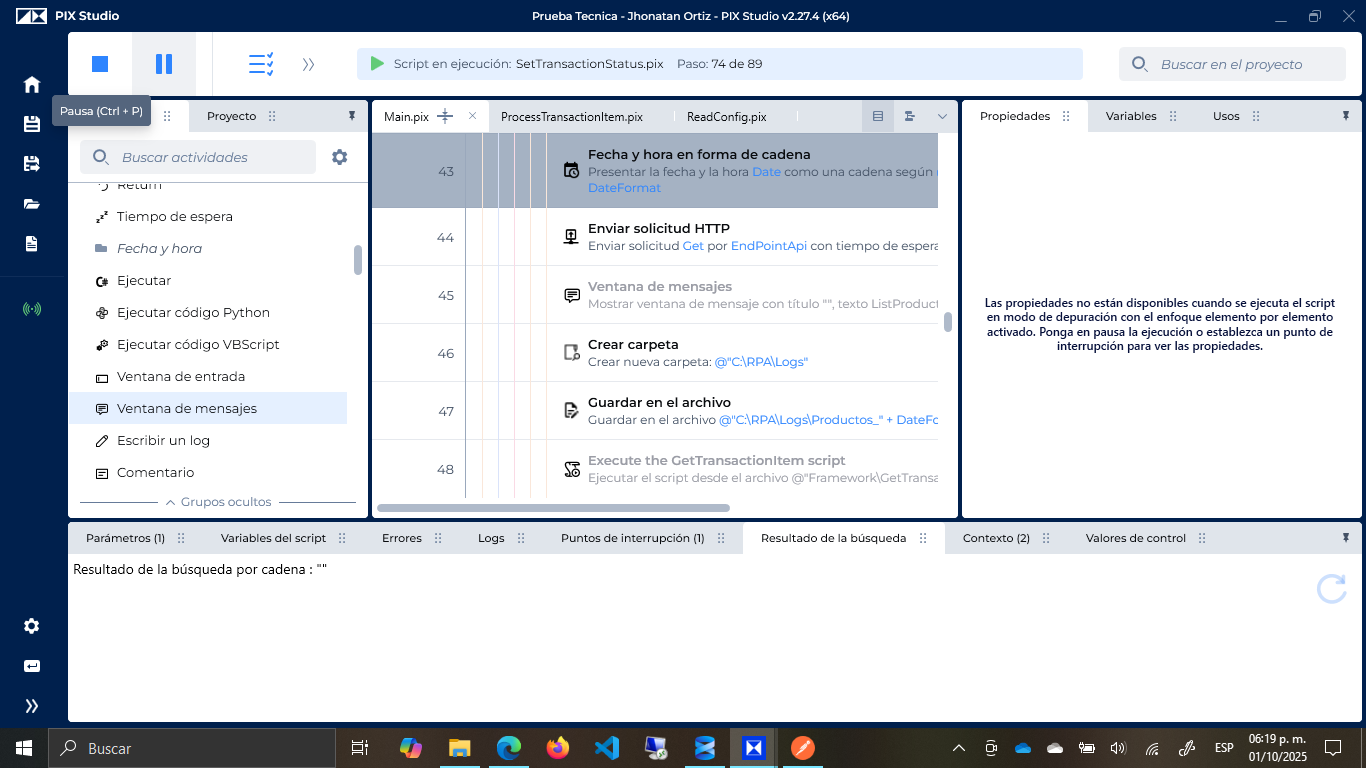 PIX Studio
Prueba Tecnica - Jhonatan Ortiz - PIX Studio v2.27.4 (x64)
Script en ejecución: SetTransactionStatus.pix Paso: 74 de 89
Buscar en el proyecto
Pausa (Ctrl + P)
Proyecto
Buscar actividades
Return
Tiempo de espera
Fecha y hora
Ejecutar
Ejecutar código Python
Ejecutar código VBScript
Ventana de entrada
Ventana de mensajes
Escribir un log
Comentario
Grupos ocultos
Main.pix
ProcessTransactionItem.pix
ReadConfig.pix
43
Fecha y hora en forma de cadena
Presentar la fecha y la hora Date como una cadena según
DateFormat
44
Enviar solicitud HTTP
Enviar solicitud Get por EndPointApi con tiempo de espera
45
Ventana de mensajes
Mostrar ventana de mensaje con título "", texto ListProduct
46
Crear carpeta
Crear nueva carpeta: @"C:\RPA\Logs"
47
Guardar en el archivo
Guardar en el archivo @"C:\RPA\Logs\Productos_" + DateFo
48
Execute the GetTransactionItem script
Ejecutar el script desde el archivo @"Framework\GetTransa
Propiedades
Variables
Usos
Las propiedades no están disponibles cuando se ejecuta el script
en modo de depuración con el enfoque elemento por elemento
activado. Ponga en pausa la ejecución o establezca un punto de
interrupción para ver las propiedades.
Parámetros (1)
Variables del script
Errores
Logs
Puntos de interrupción (1)
Resultado de la búsqueda
Contexto (2)
Valores de control
Resultado de la búsqueda por cadena : ""
Buscar
ESP
06:19 p. m.
01/10/2025